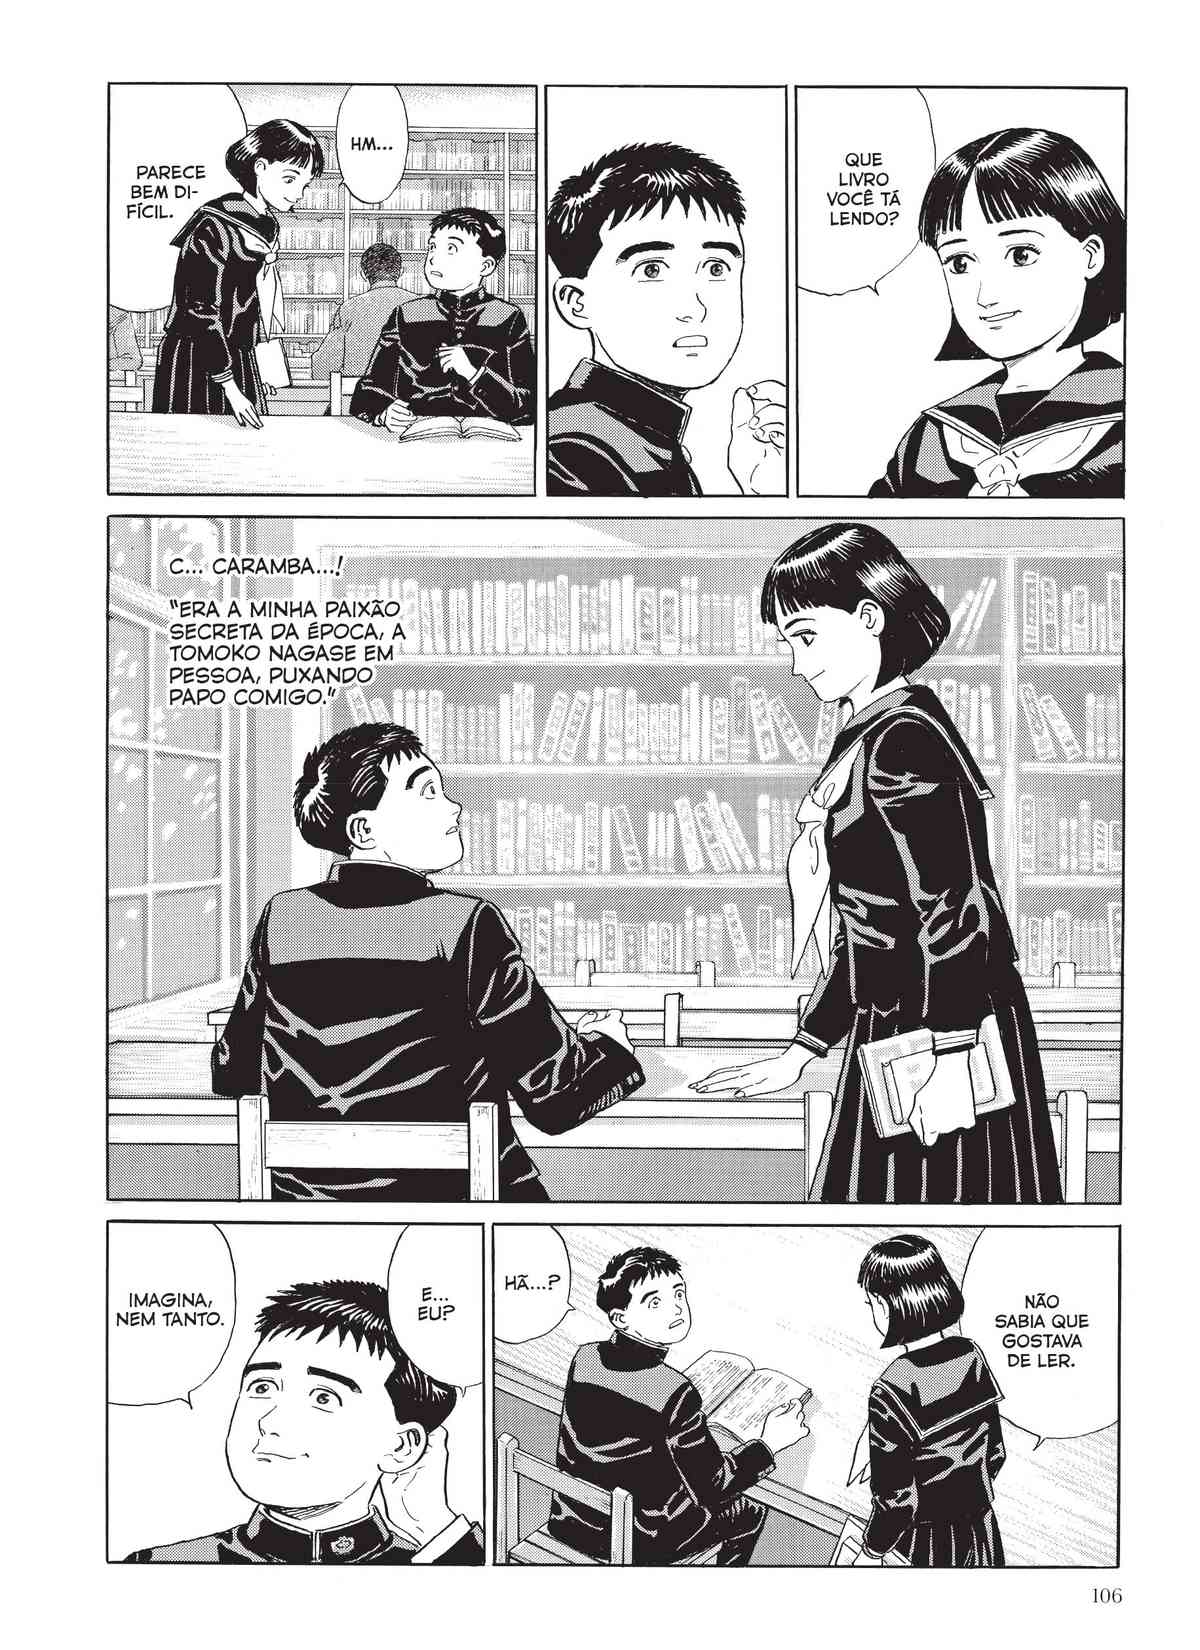 QUE
LIVRO
VOCÊ TÁ
LENDO?
HM...
PARECE
BEM DI-
FÍCIL.
C... CARAMBA...!
"ERA A MINHA PAIXÃO
SECRETA DA ÉPOCA, A
TOMOKO NAGASE EM
PESSOA, PUXANDO
PAPO COMIGO."
NÃO
SABIA QUE
GOSTAVA
DE LER.
HÃ...?
E...
EU?
IMAGINA,
NEM TANTO.
106